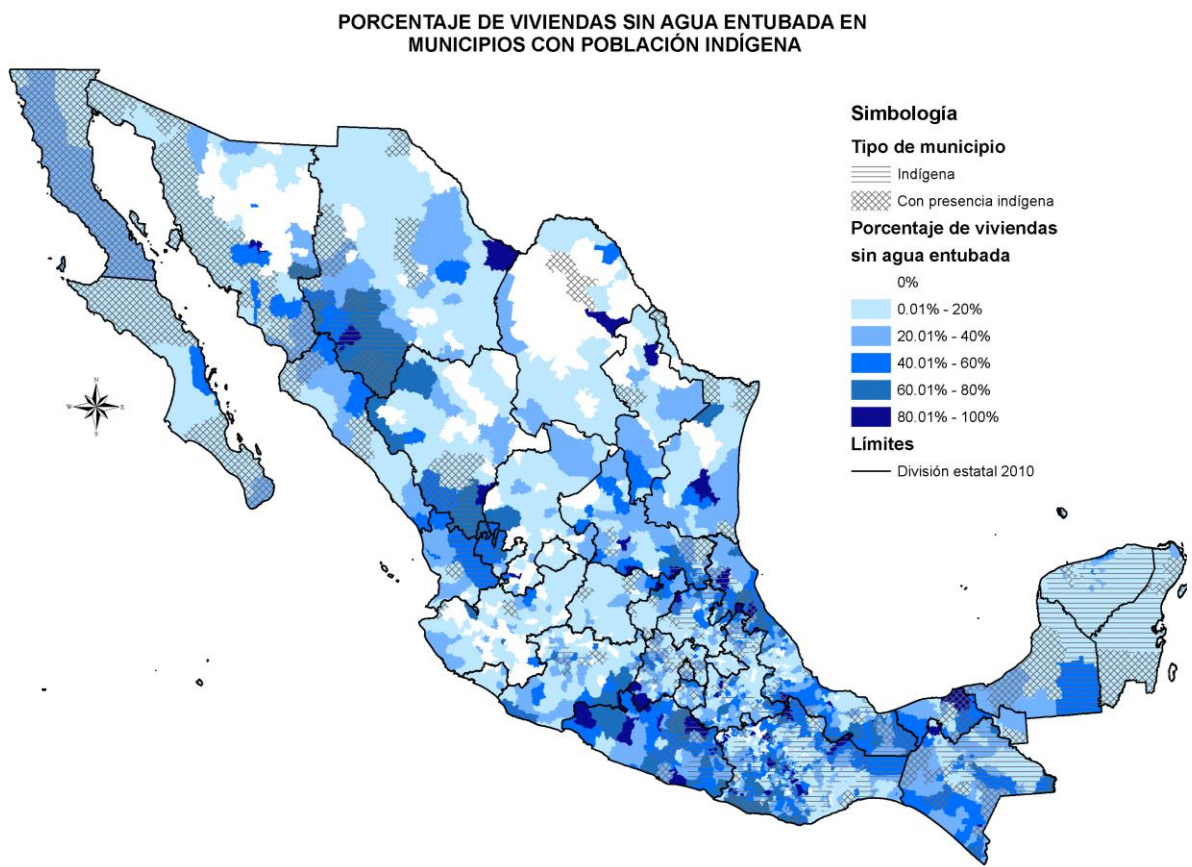 PORCENTAJE DE VIVIENDAS SIN AGUA ENTUBADA EN
MUNICIPIOS CON POBLACIÓN INDÍGENA
Simbología
Tipo de municipio
Indígena
Con presencia indígena
Porcentaje de viviendas
sin agua entubada
0%
0.01% - 20%
20.01% - 40%
40.01% - 60%
60.01% - 80%
80.01% - 100%
Límites
División estatal 2010
N
W
E
S